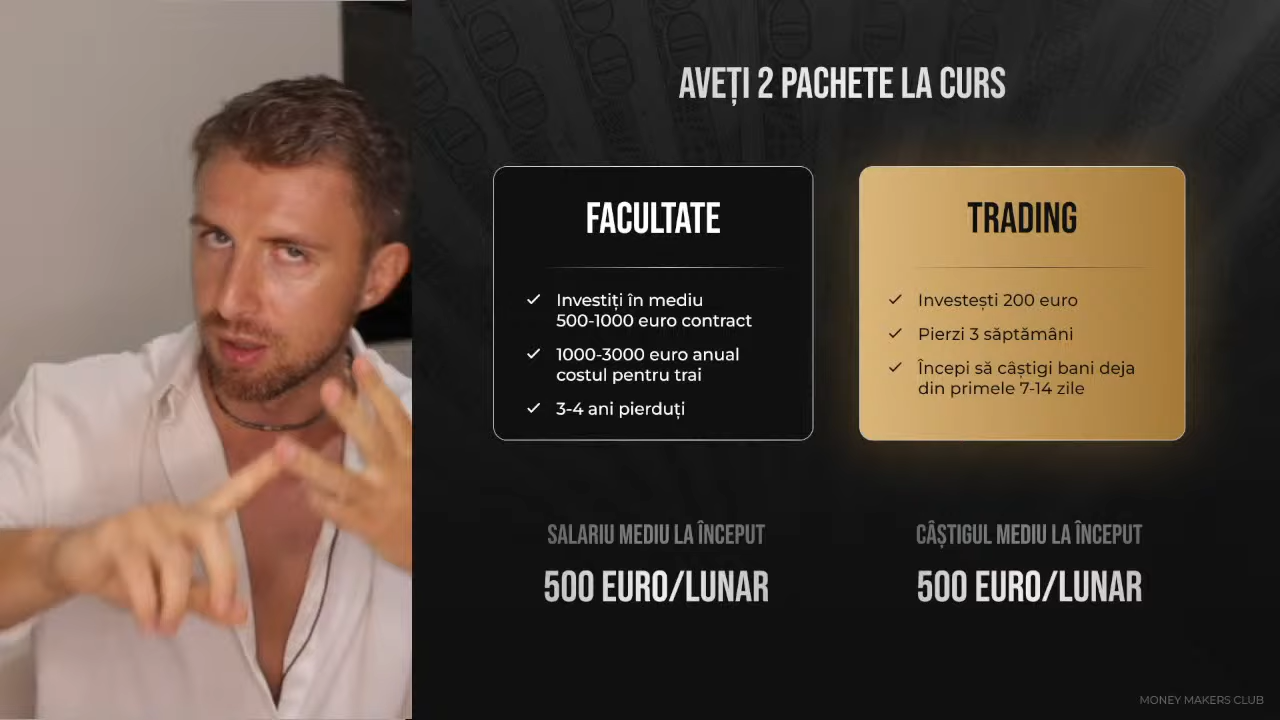 AVEȚI 2 PACHETE LA CURS
FACULTATE
Investiți în mediu
500-1000 euro contract
1000-3000 euro anual
costul pentru trai
3-4 ani pierduți
TRADING
Investești 200 euro
Pierzi 3 săptămâni
Începi să câștigi bani deja
din primele 7-14 zile
SALARIU MEDIU LA ÎNCEPUT
500 EURO/LUNAR
CÂȘTIGUL MEDIU LA ÎNCEPUT
500 EURO/LUNAR
MONEY MAKERS CLUB